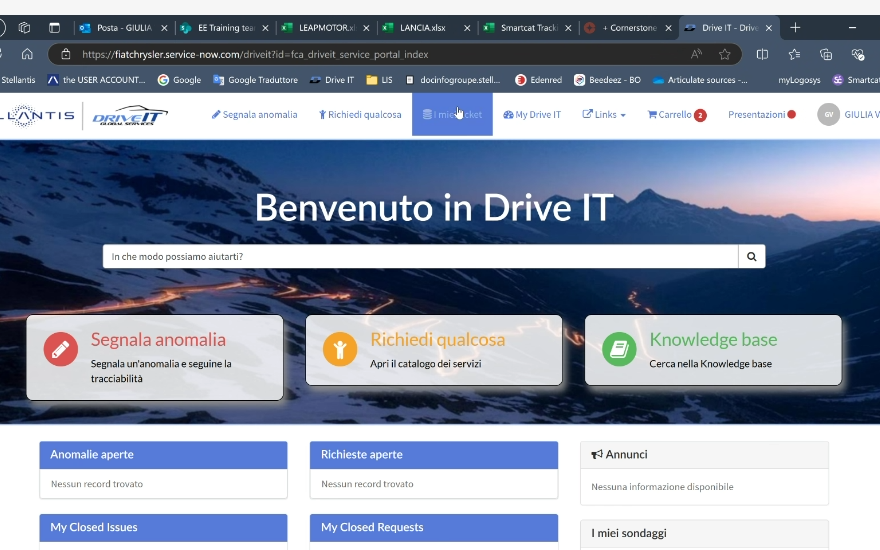 Posta - GIULIA
EE Training tea
LEAPMOTOR.xl
LANCIA.xlsx
Smartcat Track
+ Cornerstone
Drive IT - Drive
https://fiatchrysler.service-now.com/driveit?id=fca_driveit_service_portal_index
Stellantis
the USER ACCOUNT...
Google
Google Traduttore
Drive IT
LIS
docinfogroupe.stell...
Edenred
Beedeez - BO
Articulate sources -...
myLogosys
Smartcat
LLANTIS
DRIVEIT
GLOBAL SERVICES
Segnala anomalia
Richiedi qualcosa
I miei ticket
My Drive IT
Links
Carrello 2
Presentazioni
GV
GIULIA V
Benvenuto in Drive IT
In che modo possiamo aiutarti?
Segnala anomalia
Segnala un'anomalia e seguine la
tracciabilità
Richiedi qualcosa
Apri il catalogo dei servizi
Knowledge base
Cerca nella Knowledge base
Anomalie aperte
Nessun record trovato
Richieste aperte
Nessun record trovato
Annunci
Nessuna informazione disponibile
My Closed Issues
My Closed Requests
I miei sondaggi